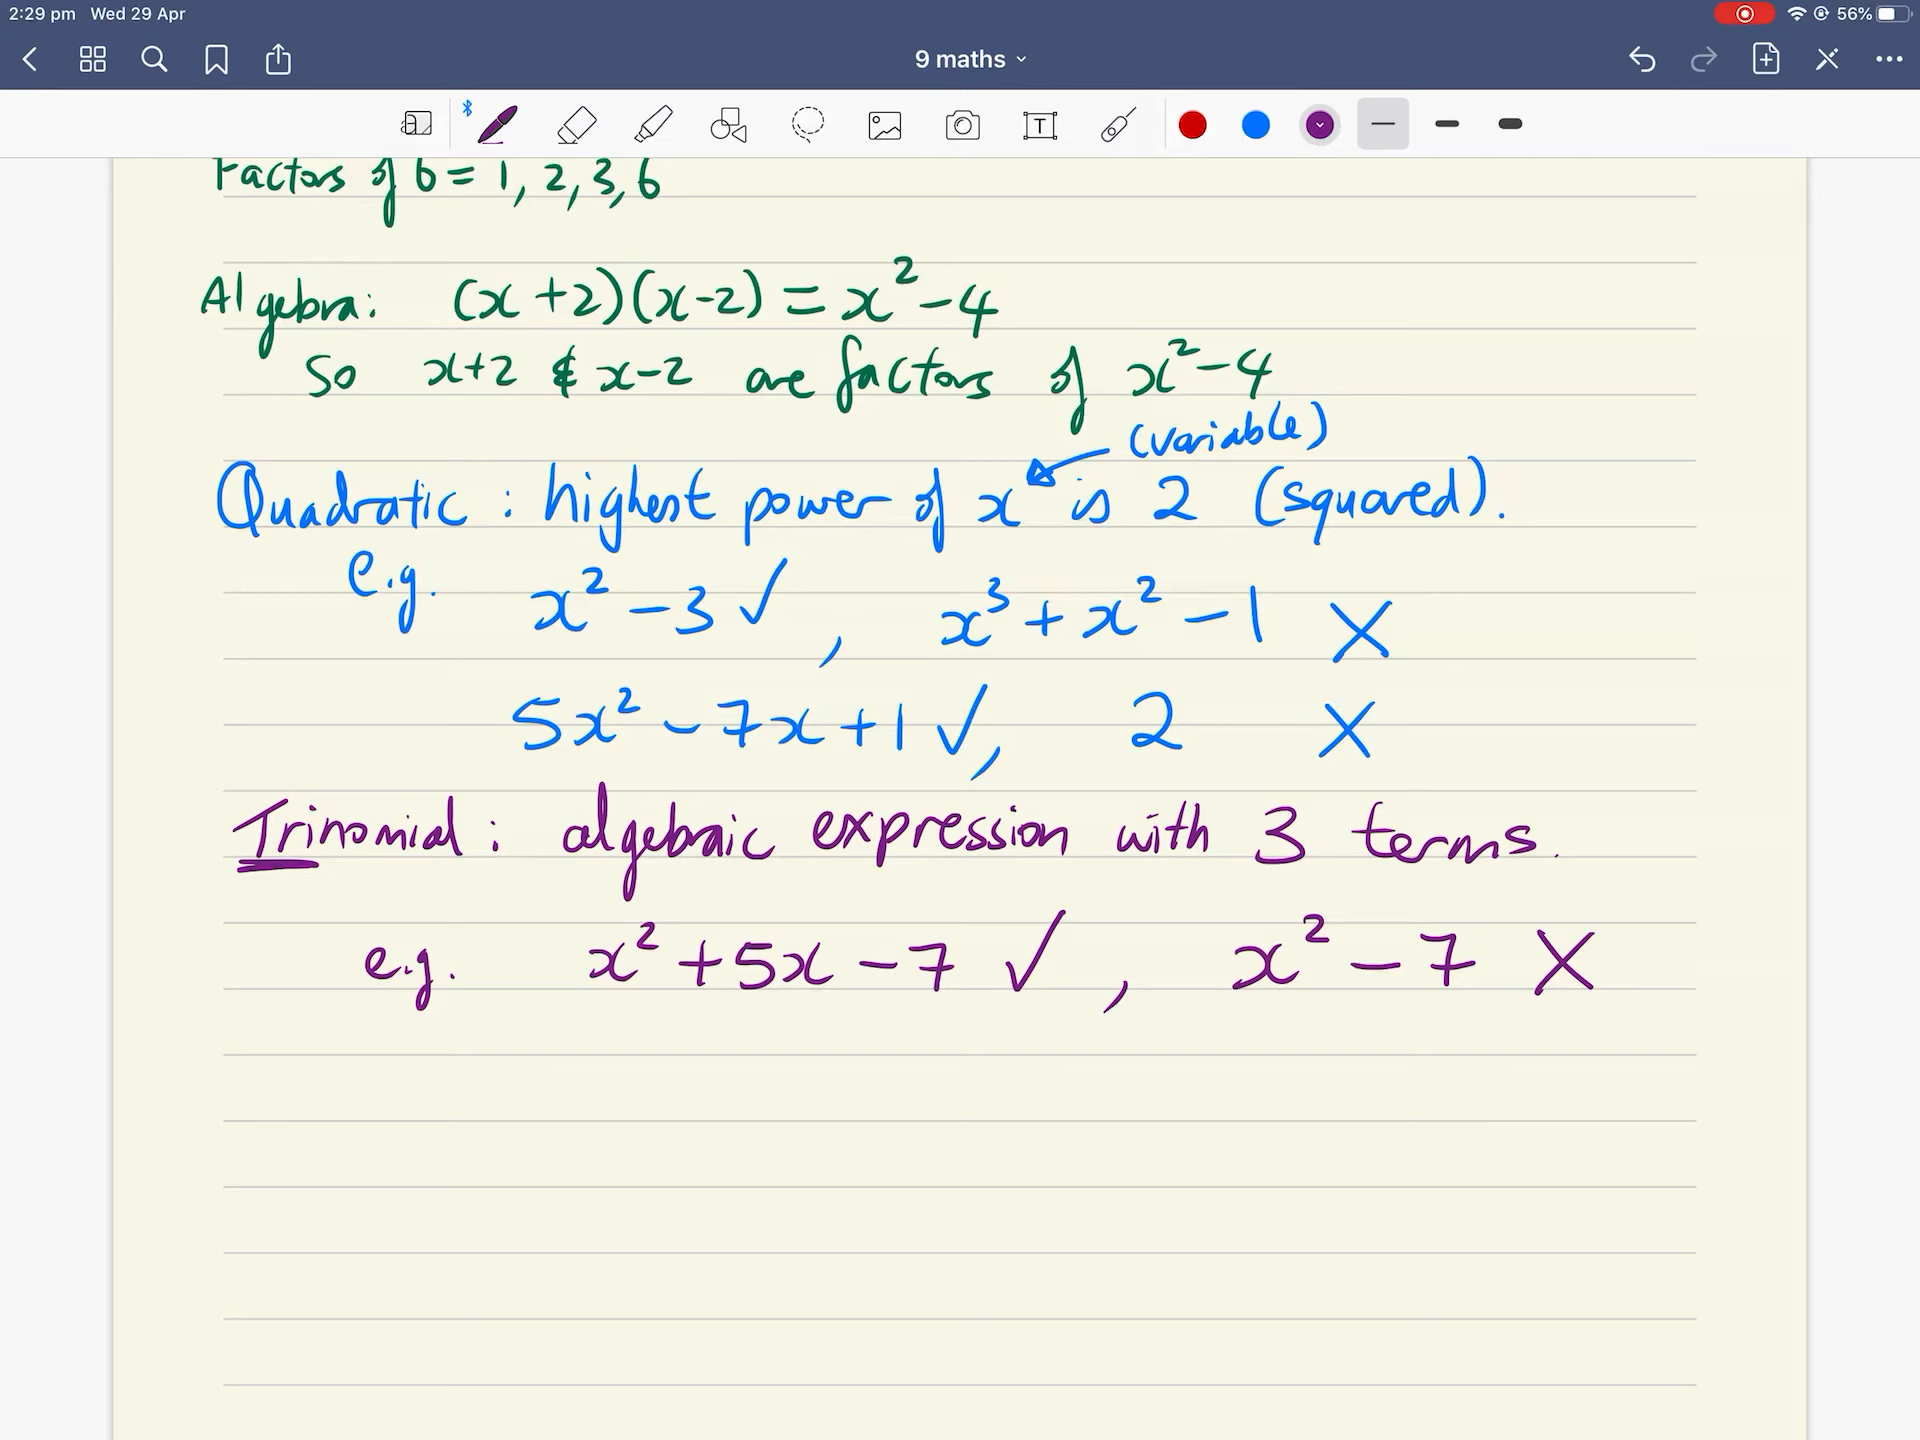 2:29 pm Wed 29 Apr
56%
9 maths
Factors of 6 = 1, 2, 3, 6
Algebra: (x+2)(x-2) = x² - 4
So x+2 & x-2 are factors of x² - 4
(variable)
Quadratic : highest power of x is 2 (squared).
e.g. x² - 3 ✓ , x³ + x² - 1 X
5x² - 7x + 1 ✓, 2 X
Trinomial : algebraic expression with 3 terms.
e.g. x² + 5x - 7 ✓ , x² - 7 X